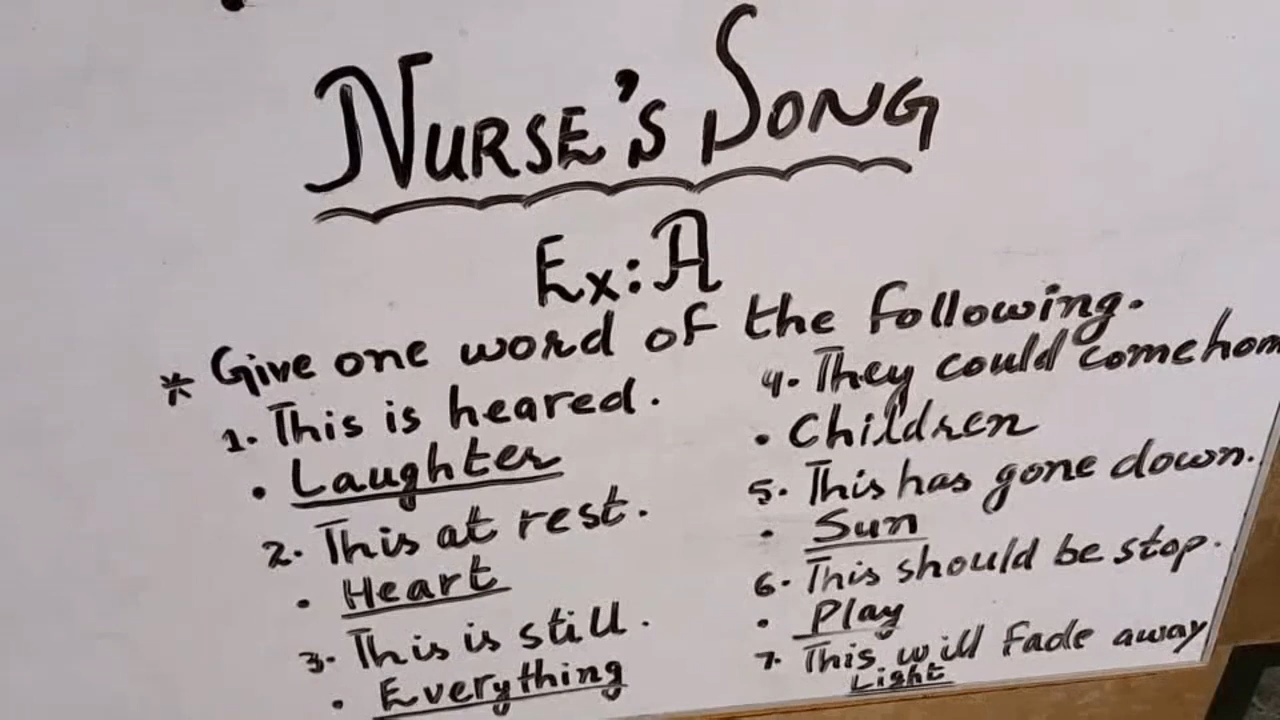 NURSE'S SONG
Ex: A
* Give one word of the following.
1. This is heared.
. Laughter
2. This at rest.
. Heart
3. This is still.
. Everything
4. They could come hom
. Children
5. This has gone down.
. Sun
6. This should be stop.
. Play
7. This will fade away
Light